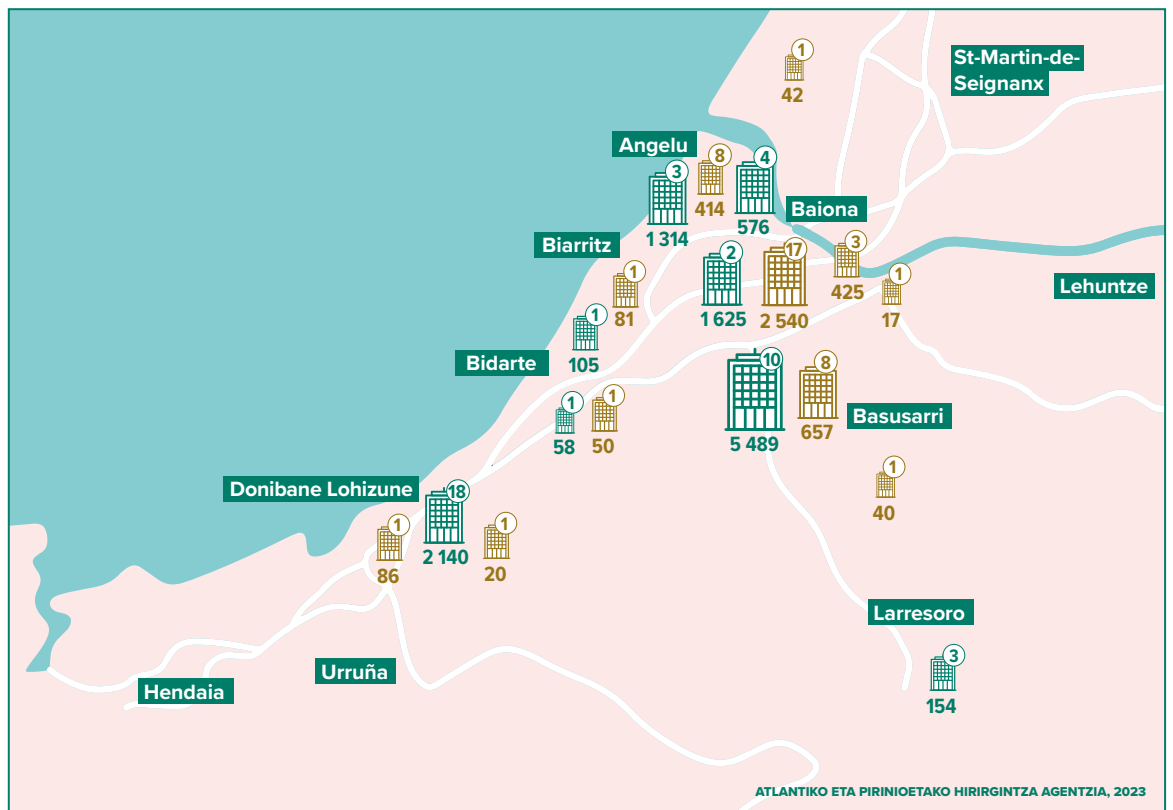 1
42
St-Martin-de-
Seignanx
Angelu
3
1 314
8
414
4
576
Baiona
Biarritz
1
81
2
1 625
17
2 540
3
425
1
17
Lehuntze
1
105
Bidarte
1
58
1
50
10
5 489
8
657
Basusarri
1
40
Donibane Lohizune
18
2 140
1
86
1
20
Larresoro
3
154
Urruña
Hendaia
ATLANTIKO ETA PIRINIOETAKO HIRIRGINTZA AGENTZIA, 2023